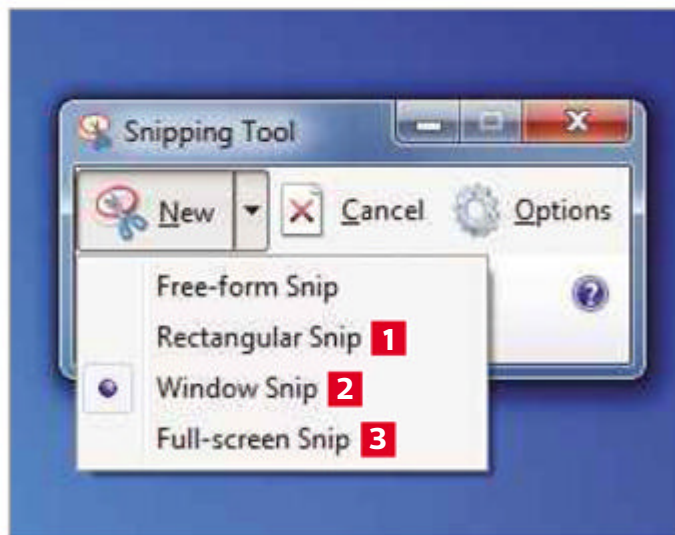 Snipping Tool
New Cancel Options
Free-form Snip
Rectangular Snip 1
Window Snip 2
Full-screen Snip 3
?